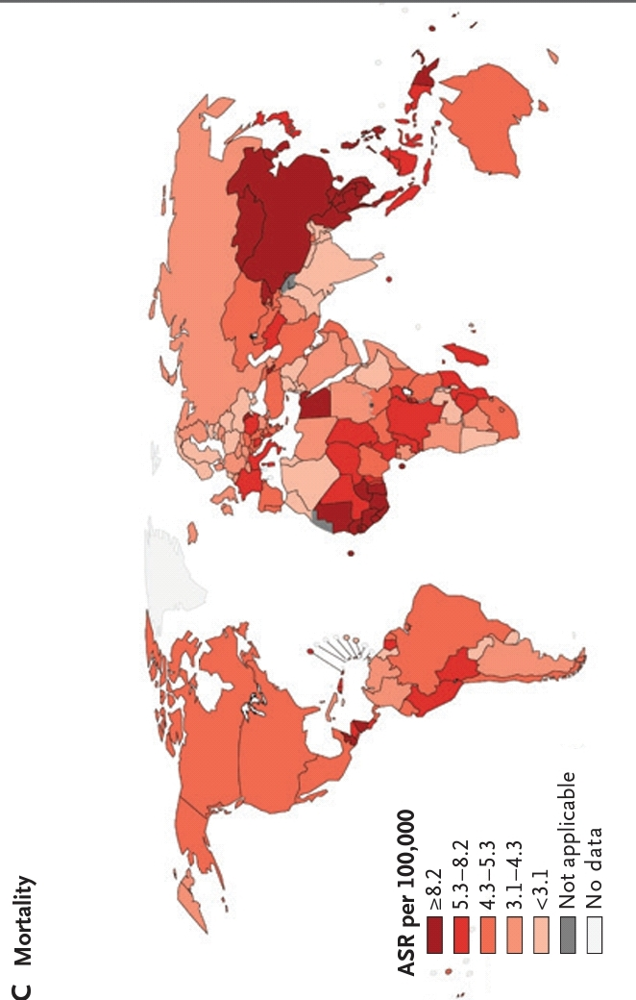 C Mortality
ASR per 100,000
≥8.2
5.3–8.2
4.3–5.3
3.1–4.3
<3.1
Not applicable
No data